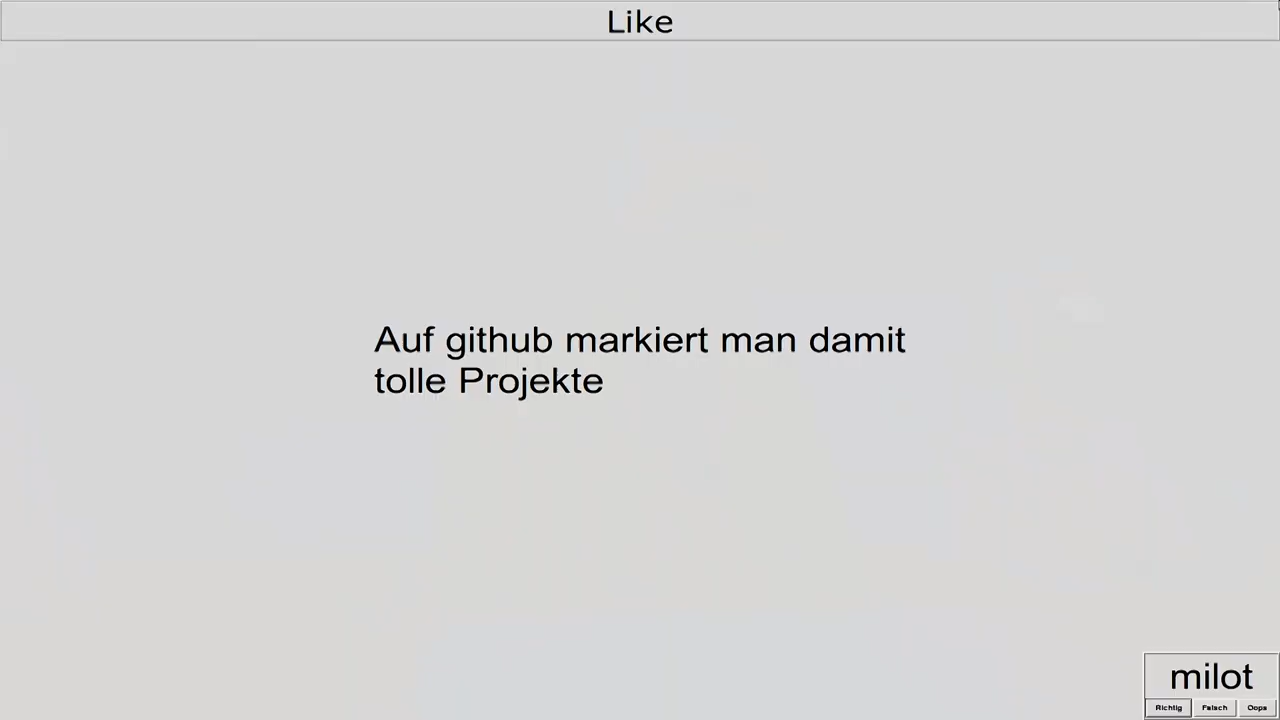 Like
Auf github markiert man damit
tolle Projekte
milot
Richtig Falsch Oops